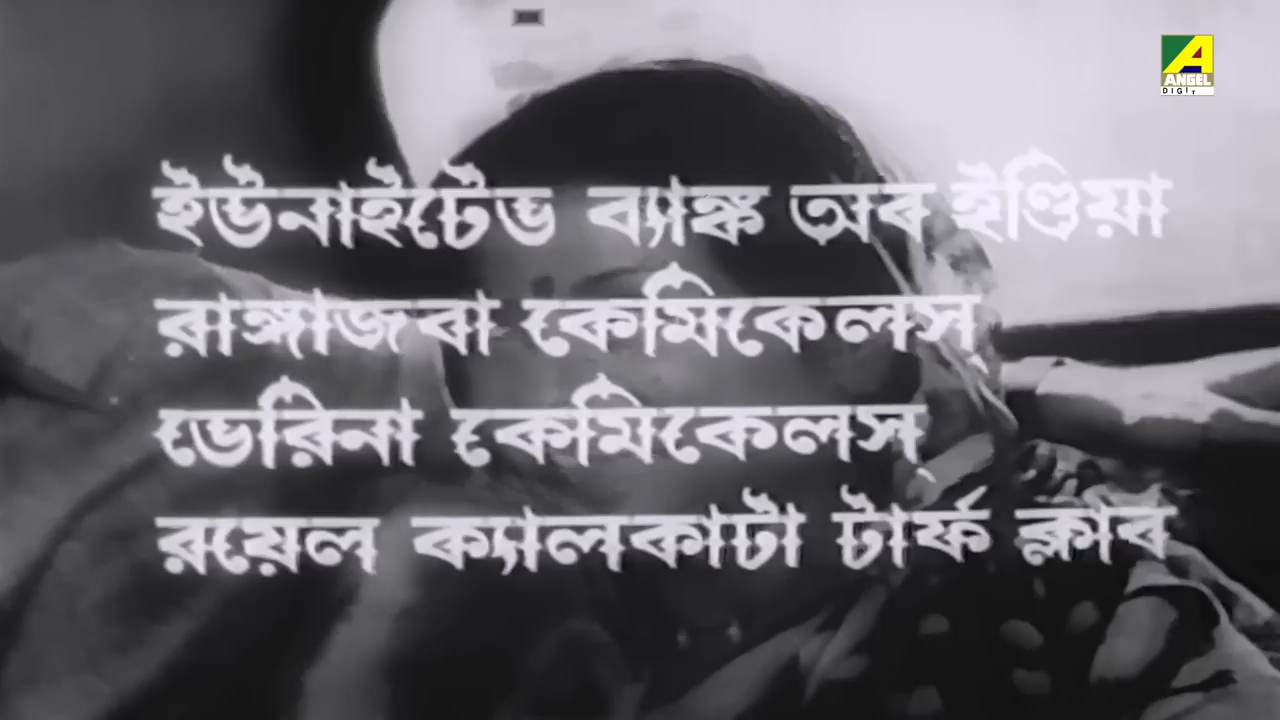 ANGEL
DIGIT
ইউনাইটেড ব্যাঙ্ক অব ইণ্ডিয়া
রাঙ্গাজবা কেমিকেলস্
ভেরিনা কেমিকেলস্
রয়েল ক্যালকাটা টার্ফ ক্লাব